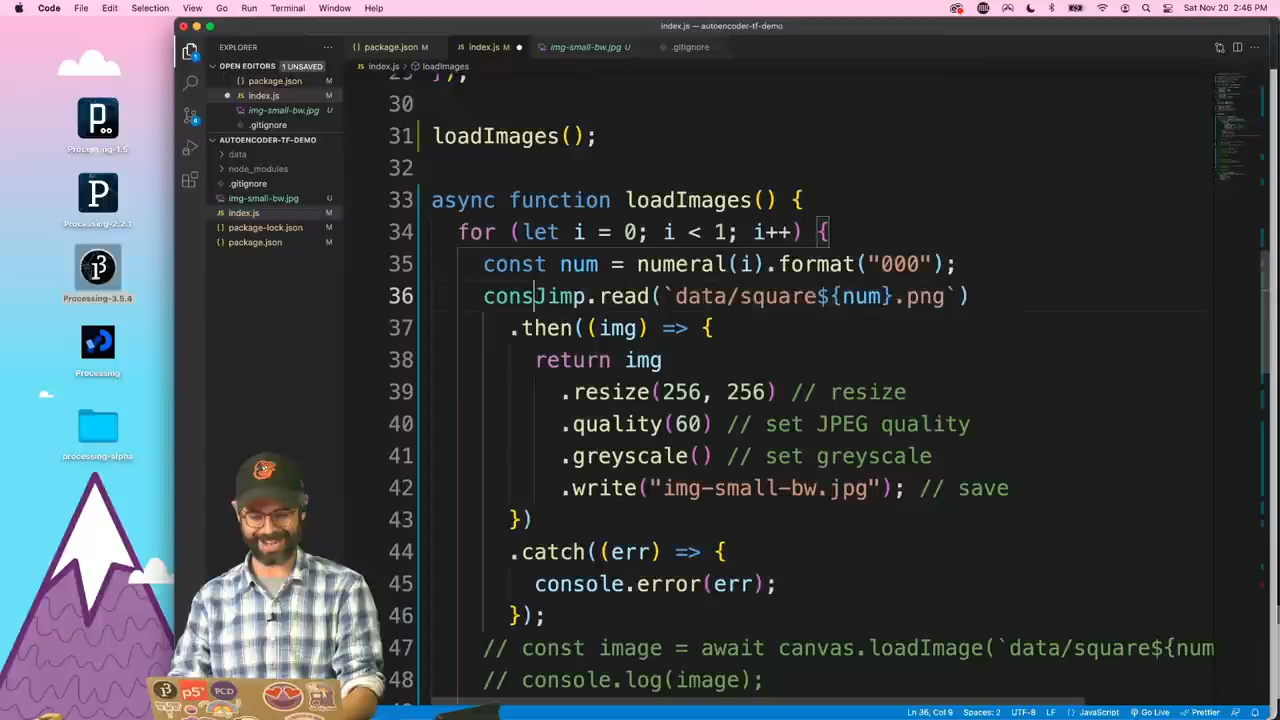 Code File Edit Selection View Go Run Terminal Window Help
Sat Nov 20 2:46 PM
index.js — autoencoder-tf-demo
EXPLORER
package.json M
index.js M
img-small-bw.jpg U
.gitignore
OPEN EDITORS 1 UNSAVED
package.json M
JS index.js M
img-small-bw.jpg U
.gitignore
AUTOENCODER-TF-DEMO
data
node_modules
.gitignore
img-small-bw.jpg U
JS index.js M
package-lock.json M
package.json M
JS index.js > loadImages
29 });
30
31 loadImages();
32
33 async function loadImages() {
34 for (let i = 0; i < 1; i++) {
35 const num = numeral(i).format("000");
36 consJimp.read(`data/square${num}.png`)
37 .then((img) => {
38 return img
39 .resize(256, 256) // resize
40 .quality(60) // set JPEG quality
41 .greyscale() // set greyscale
42 .write("img-small-bw.jpg"); // save
43 })
44 .catch((err) => {
45 console.error(err);
46 });
47 // const image = await canvas.loadImage(`data/square${num
48 // console.log(image);
Ln 36, Col 9 Spaces: 2 UTF-8 LF {} JavaScript Go Live Prettier
Processing-1.5
Processing-2.2.1
Processing-3.5.4
Processing
processing-alpha
p5*
PCD